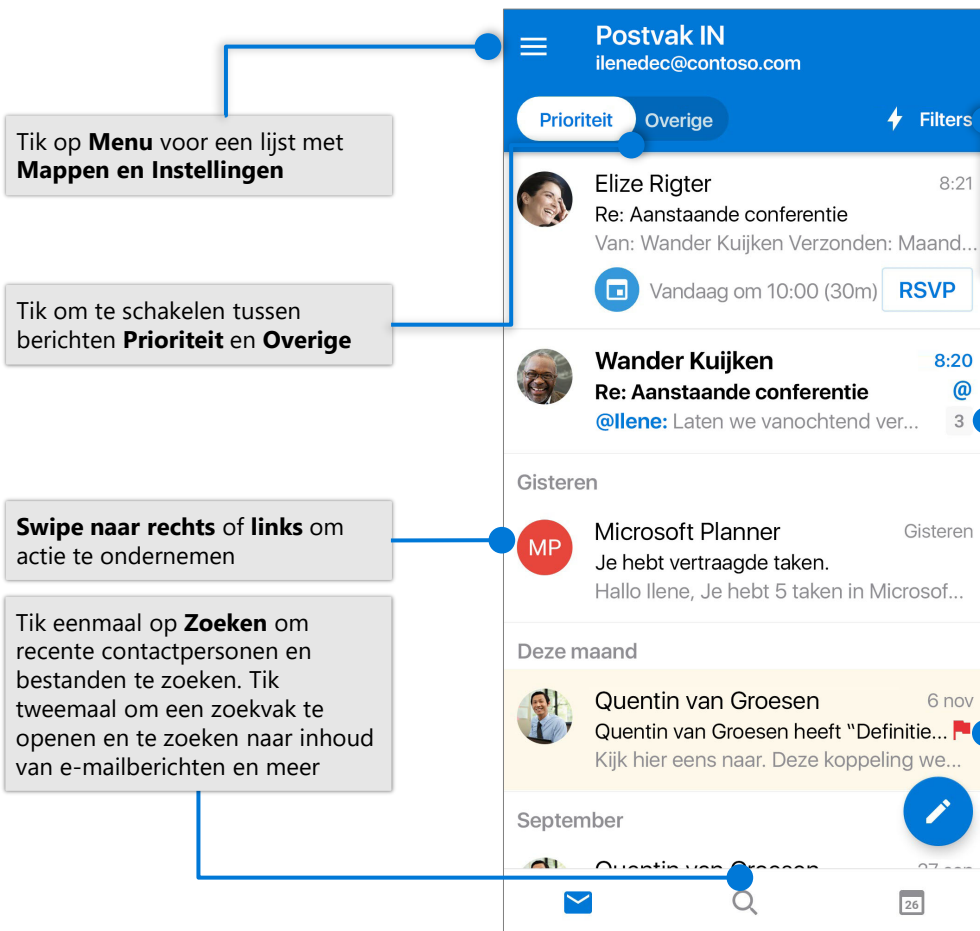 Tik op Menu voor een lijst met
Mappen en Instellingen
Tik om te schakelen tussen
berichten Prioriteit en Overige
Swipe naar rechts of links om
actie te ondernemen
Tik eenmaal op Zoeken om
recente contactpersonen en
bestanden te zoeken. Tik
tweemaal om een zoekvak te
openen en te zoeken naar inhoud
van e-mailberichten en meer
Postvak IN
ilenedec@contoso.com
Prioriteit Overige Filters
Elize Rigter 8:21
Re: Aanstaande conferentie
Van: Wander Kuijken Verzonden: Maand...
Vandaag om 10:00 (30m) RSVP
Wander Kuijken 8:20
Re: Aanstaande conferentie @
@Ilene: Laten we vanochtend ver... 3
Gisteren
MP Microsoft Planner Gisteren
Je hebt vertraagde taken.
Hallo Ilene, Je hebt 5 taken in Microsof...
Deze maand
Quentin van Groesen 6 nov
Quentin van Groesen heeft “Definitie...
Kijk hier eens naar. Deze koppeling we...
September
Quentin van Groesen
26